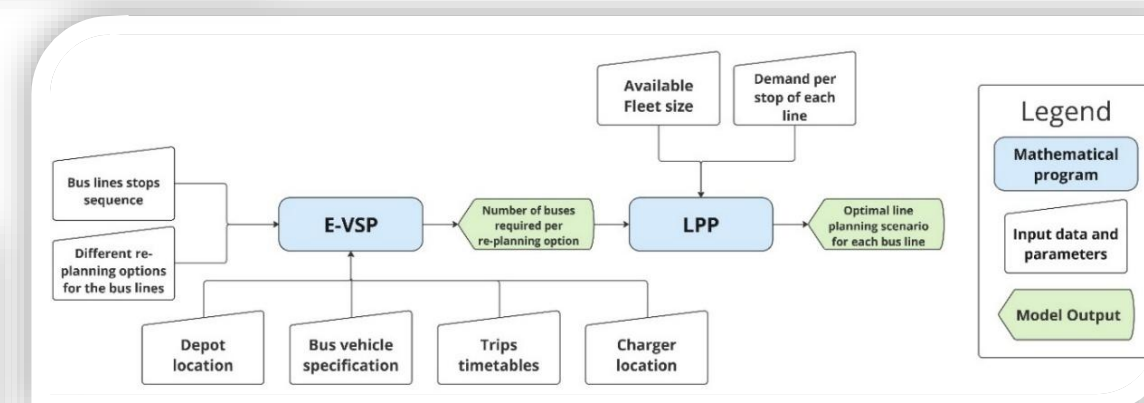 Available
Fleet size
Demand per
stop of each
line
Bus lines stops
sequence
Different re-
planning options
for the bus lines
E-VSP
Number of buses
required per
re-planning option
LPP
Optimal line
planning scenario
for each bus line
Depot
location
Bus vehicle
specification
Trips
timetables
Charger
location
Legend
Mathematical
program
Input data and
parameters
Model Output